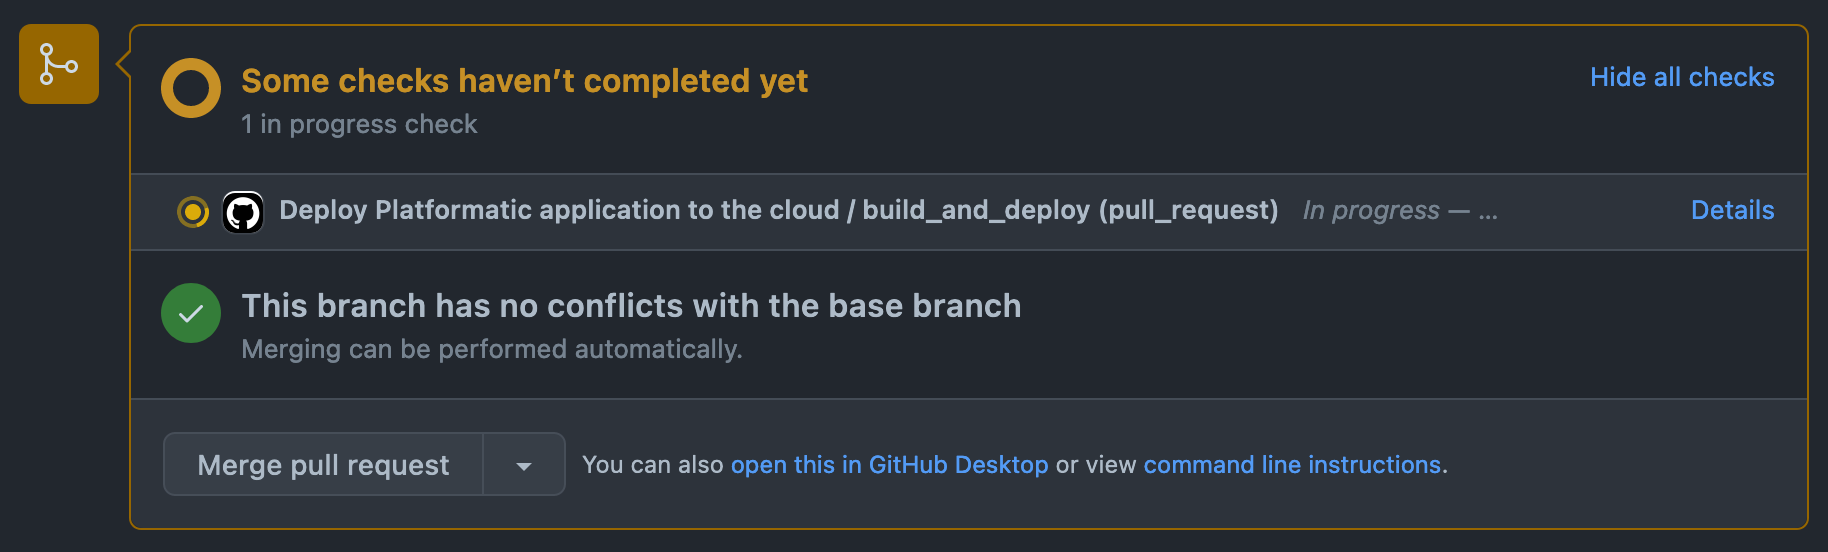 Some checks haven’t completed yet
Hide all checks
1 in progress check
Deploy Platformatic application to the cloud / build_and_deploy (pull_request) In progress — ...
Details
This branch has no conflicts with the base branch
Merging can be performed automatically.
Merge pull request
You can also open this in GitHub Desktop or view command line instructions.